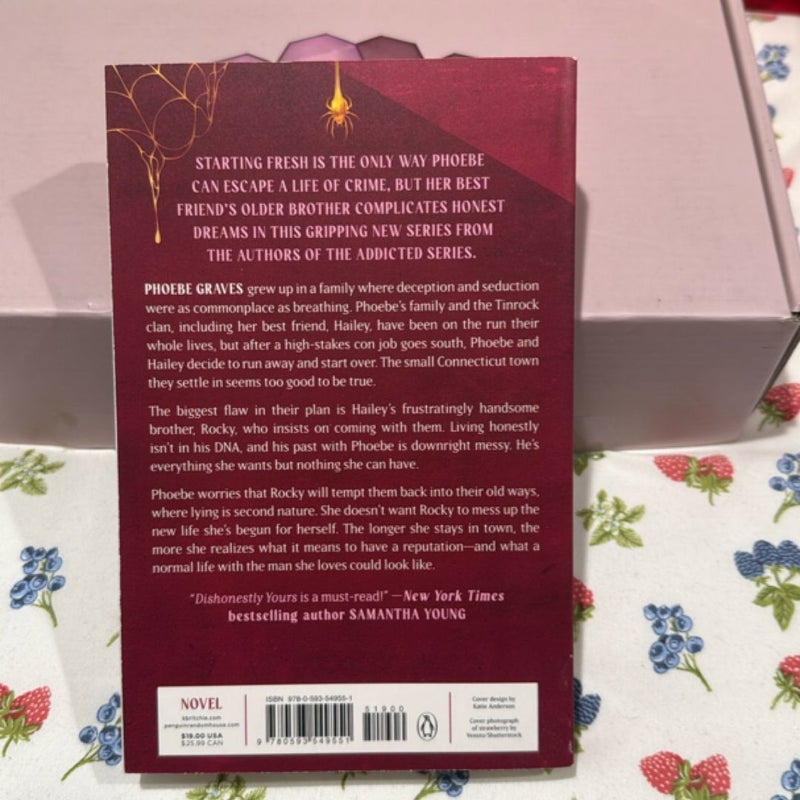 STARTING FRESH IS THE ONLY WAY PHOEBE
CAN ESCAPE A LIFE OF CRIME, BUT HER BEST
FRIEND'S OLDER BROTHER COMPLICATES HONEST
DREAMS IN THIS GRIPPING NEW SERIES FROM
THE AUTHORS OF THE ADDICTED SERIES.
PHOEBE GRAVES grew up in a family where deception and seduction
were as commonplace as breathing. Phoebe's family and the Tinrock
clan, including her best friend, Hailey, have been on the run their
whole lives, but after a high-stakes con job goes south, Phoebe and
Hailey decide to run away and start over. The small Connecticut town
they settle in seems too good to be true.
The biggest flaw in their plan is Hailey's frustratingly handsome
brother, Rocky, who insists on coming with them. Living honestly
isn't in his DNA, and his past with Phoebe is downright messy. He's
everything she wants but nothing she can have.
Phoebe worries that Rocky will tempt them back into their old ways,
where lying is second nature. She doesn't want Rocky to mess up the
new life she's begun for herself. The longer she stays in town, the
more she realizes what it means to have a reputation—and what a
normal life with the man she loves could look like.
"Dishonestly Yours is a must-read!" —New York Times
bestselling author SAMANTHA YOUNG
NOVEL
kbritchie.com
penguinrandomhouse.com
$19.00 USA
$25.99 CAN
ISBN 978-0-593-54955-1
51900
9 780593 549551
Cover design by
Katie Anderson
Cover photograph
of strawberry by
/Shutterstock